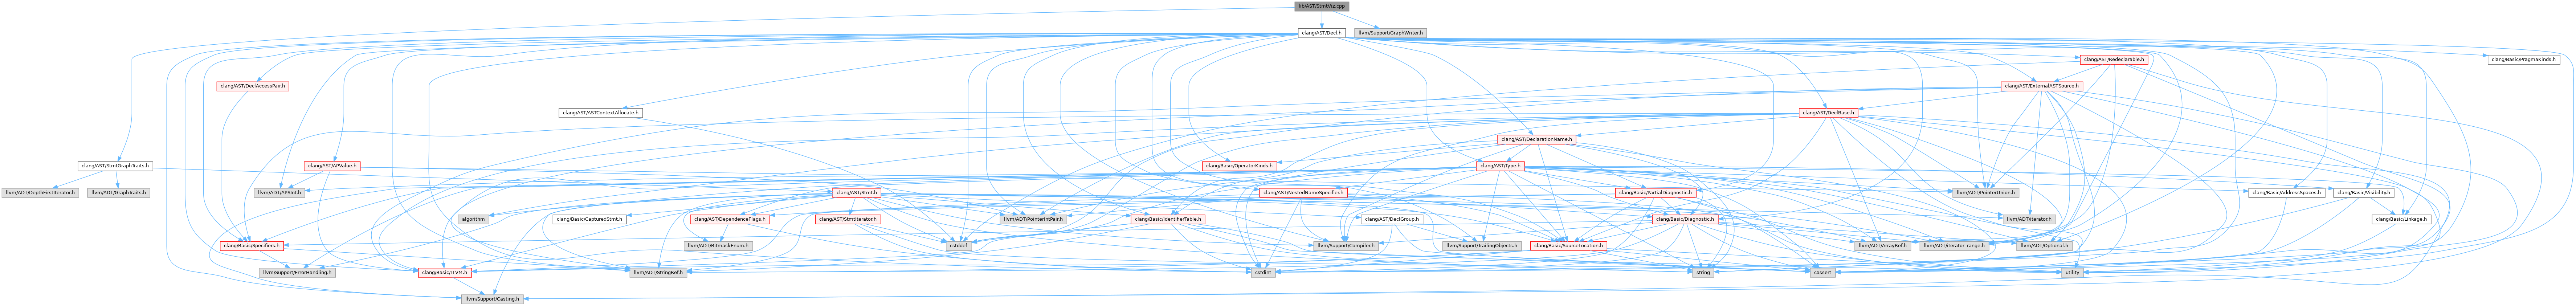 lib/AST/StmtViz.cpp
clang/AST/Decl.h
llvm/Support/GraphWriter.h
clang/AST/Redeclarable.h
clang/Basic/PragmaKinds.h
clang/AST/DeclAccessPair.h
clang/AST/ExternalASTSource.h
clang/AST/ASTContextAllocate.h
clang/AST/DeclBase.h
clang/AST/DeclarationName.h
clang/AST/StmtGraphTraits.h
clang/AST/APValue.h
clang/Basic/OperatorKinds.h
clang/AST/Type.h
llvm/ADT/DepthFirstIterator.h
llvm/ADT/GraphTraits.h
llvm/ADT/APSInt.h
clang/AST/Stmt.h
clang/AST/NestedNameSpecifier.h
clang/Basic/PartialDiagnostic.h
llvm/ADT/PointerUnion.h
clang/Basic/AddressSpaces.h
clang/Basic/Visibility.h
algorithm
clang/Basic/CapturedStmt.h
clang/AST/DependenceFlags.h
clang/AST/StmtIterator.h
llvm/ADT/PointerIntPair.h
clang/Basic/IdentifierTable.h
clang/AST/DeclGroup.h
clang/Basic/Diagnostic.h
llvm/ADT/iterator.h
clang/Basic/Linkage.h
clang/Basic/Specifiers.h
llvm/ADT/BitmaskEnum.h
cstddef
llvm/Support/Compiler.h
llvm/Support/TrailingObjects.h
clang/Basic/SourceLocation.h
llvm/ADT/ArrayRef.h
llvm/ADT/iterator_range.h
llvm/ADT/Optional.h
llvm/Support/ErrorHandling.h
clang/Basic/LLVM.h
llvm/ADT/StringRef.h
cstdint
string
cassert
utility
llvm/Support/Casting.h